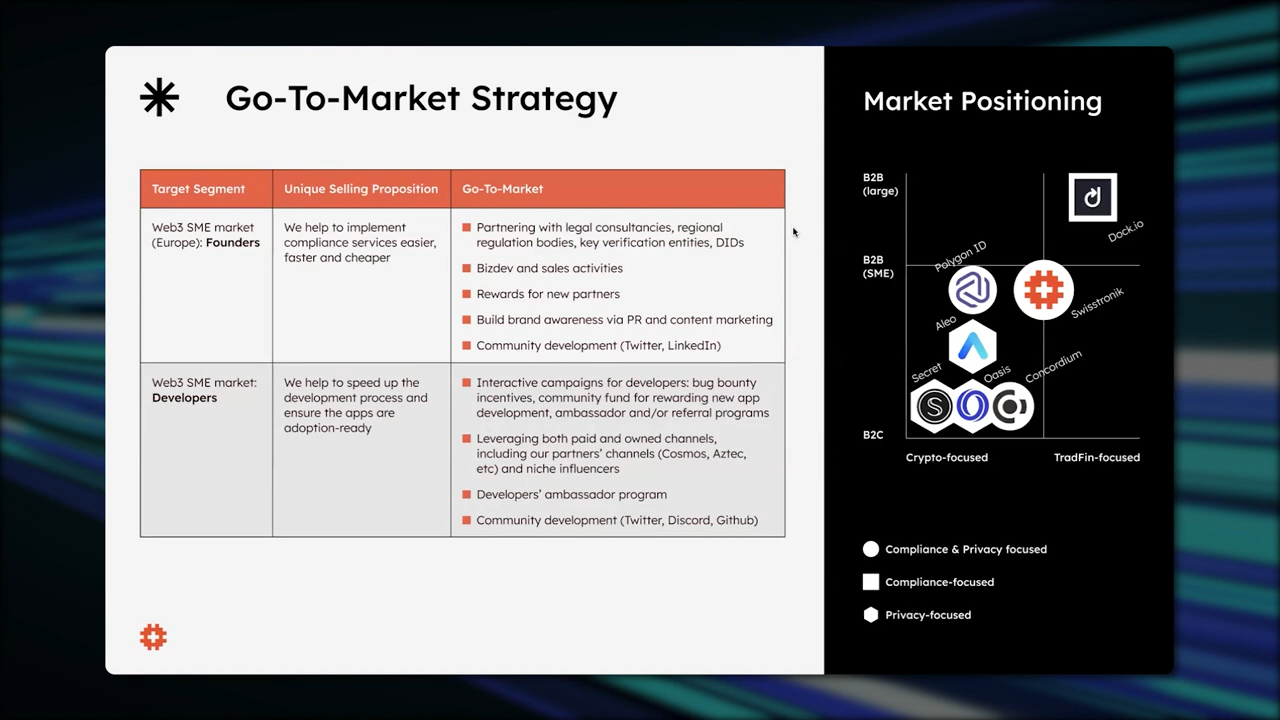 Go-To-Market Strategy
Target Segment
Unique Selling Proposition
Go-To-Market
Web3 SME market
(Europe): Founders
We help to implement
compliance services easier,
faster and cheaper
Partnering with legal consultancies, regional
regulation bodies, key verification entities, DIDs
Bizdev and sales activities
Rewards for new partners
Build brand awareness via PR and content marketing
Community development (Twitter, LinkedIn)
Web3 SME market:
Developers
We help to speed up the
development process and
ensure the apps are
adoption-ready
Interactive campaigns for developers: bug bounty
incentives, community fund for rewarding new app
development, ambassador and/or referral programs
Leveraging both paid and owned channels,
including our partners’ channels (Cosmos, Aztec,
etc) and niche influencers
Developers’ ambassador program
Community development (Twitter, Discord, Github)
Market Positioning
B2B
(large)
Dock.io
Polygon ID
B2B
(SME)
Swisstronik
Aleo
Secret
Oasis
Concordium
B2C
Crypto-focused
TradFin-focused
Compliance & Privacy focused
Compliance-focused
Privacy-focused